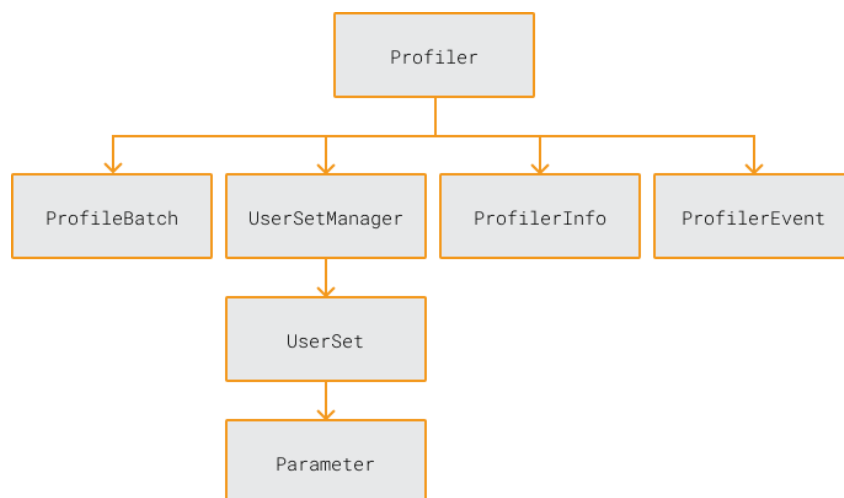 Profiler
ProfileBatch
UserSetManager
ProfilerInfo
ProfilerEvent
UserSet
Parameter